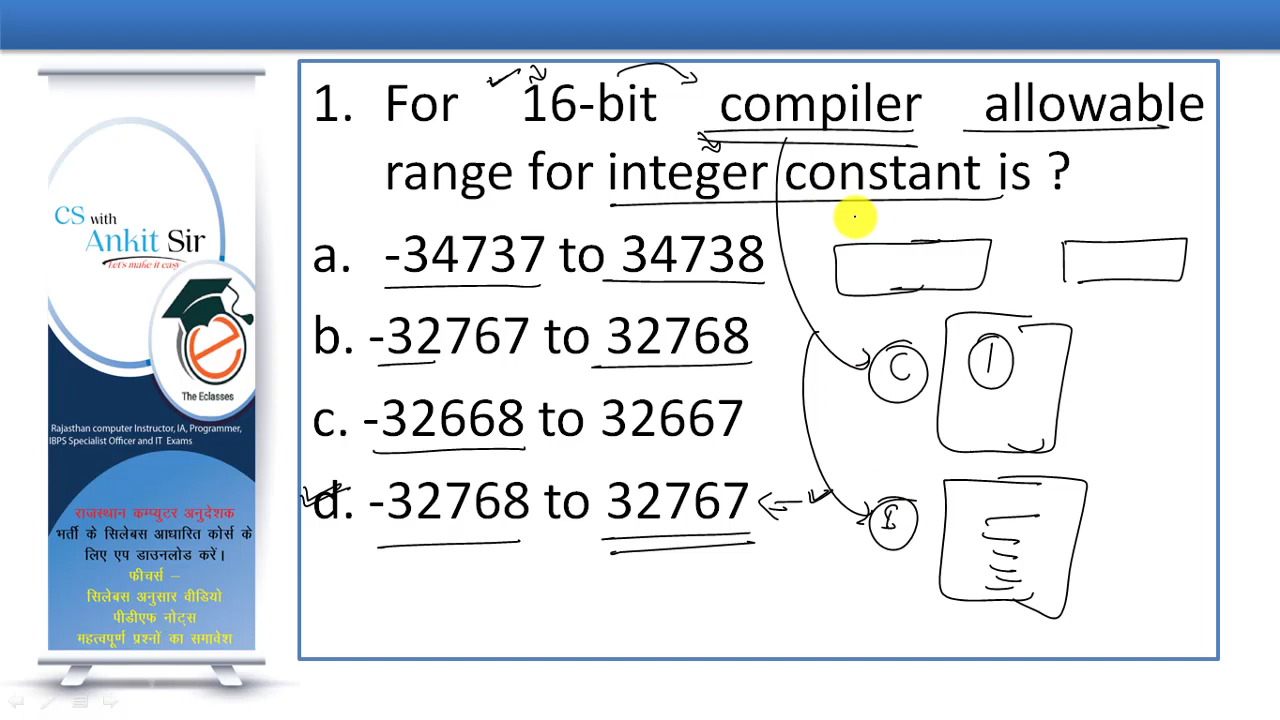 CS with
Ankit Sir
Let's make it easy
The Eclasses
Rajasthan computer Instructor, IA, Programmer,
IBPS Specialist Officer and IT Exams
राजस्थान कम्प्युटर अनुदेशक
भर्ती के सिलेबस आधारित कोर्स के
लिए एप डाउनलोड करें।
फीचर्स –
सिलेबस अनुसार वीडियो
पीडीएफ नोट्स
महत्वपूर्ण प्रश्नों का समावेश
1. For 16-bit compiler allowable
range for integer constant is ?
a. -34737 to 34738
b. -32767 to 32768
c. -32668 to 32667
d. -32768 to 32767
C
I